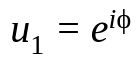 u₁ = e^{iϕ}